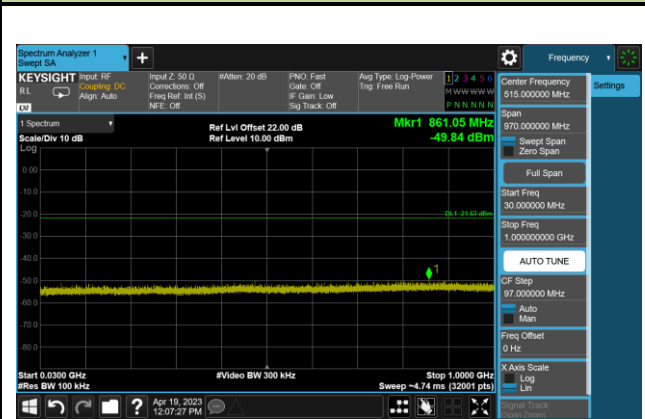 Spectrum Analyzer 1
Swept SA
Frequency
KEYSIGHT
RL
LXI
Input: RF
Coupling: DC
Align: Auto
Input Z: 50 Ω
Corrections: Off
Freq Ref: Int (S)
NFE: Off
#Atten: 20 dB
PNO: Fast
Gate: Off
IF Gain: Low
Sig Track: Off
Avg Type: Log-Power
Trig: Free Run
1 2 3 4 5 6
M W W W W W
P N N N N N
Center Frequency
515.000000 MHz
Settings
1 Spectrum
Scale/Div 10 dB
Log
Ref Lvl Offset 22.00 dB
Ref Level 10.00 dBm
Mkr1 861.05 MHz
-49.84 dBm
Span
970.000000 MHz
Swept Span
Zero Span
Full Span
Start Freq
30.000000 MHz
Stop Freq
1.000000000 GHz
AUTO TUNE
CF Step
97.000000 MHz
Auto
Man
Freq Offset
0 Hz
X Axis Scale
Log
Lin
Signal Track
(Span Zoom)
0.00
-10.0
-20.0
DL1 -21.63 dBm
-30.0
-40.0
1
-50.0
-60.0
-70.0
-80.0
Start 0.0300 GHz
#Res BW 100 kHz
#Video BW 300 kHz
Stop 1.0000 GHz
Sweep ~4.74 ms (32001 pts)
Apr 19, 2023
12:07:27 PM